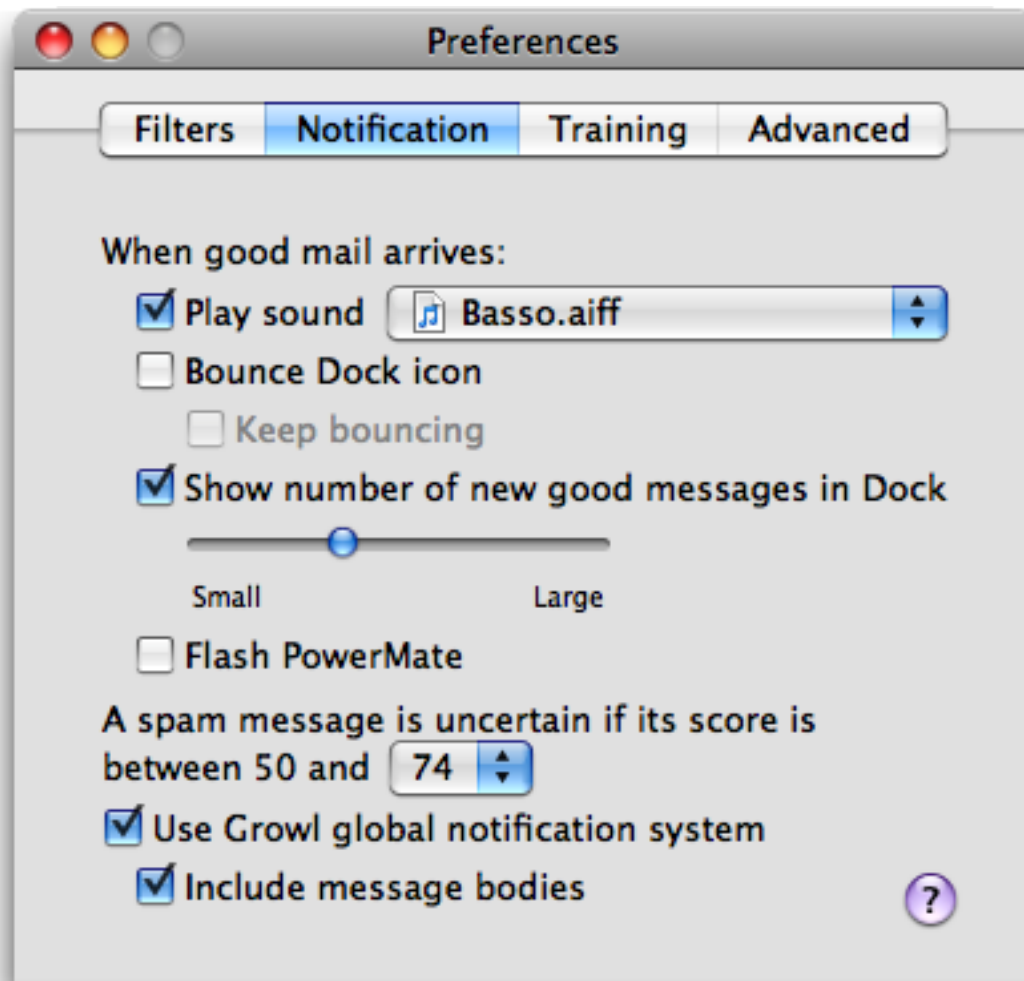 Preferences
Filters Notification Training Advanced
When good mail arrives:
Play sound Basso.aiff
Bounce Dock icon
Keep bouncing
Show number of new good messages in Dock
Small Large
Flash PowerMate
A spam message is uncertain if its score is
between 50 and 74
Use Growl global notification system
Include message bodies
?